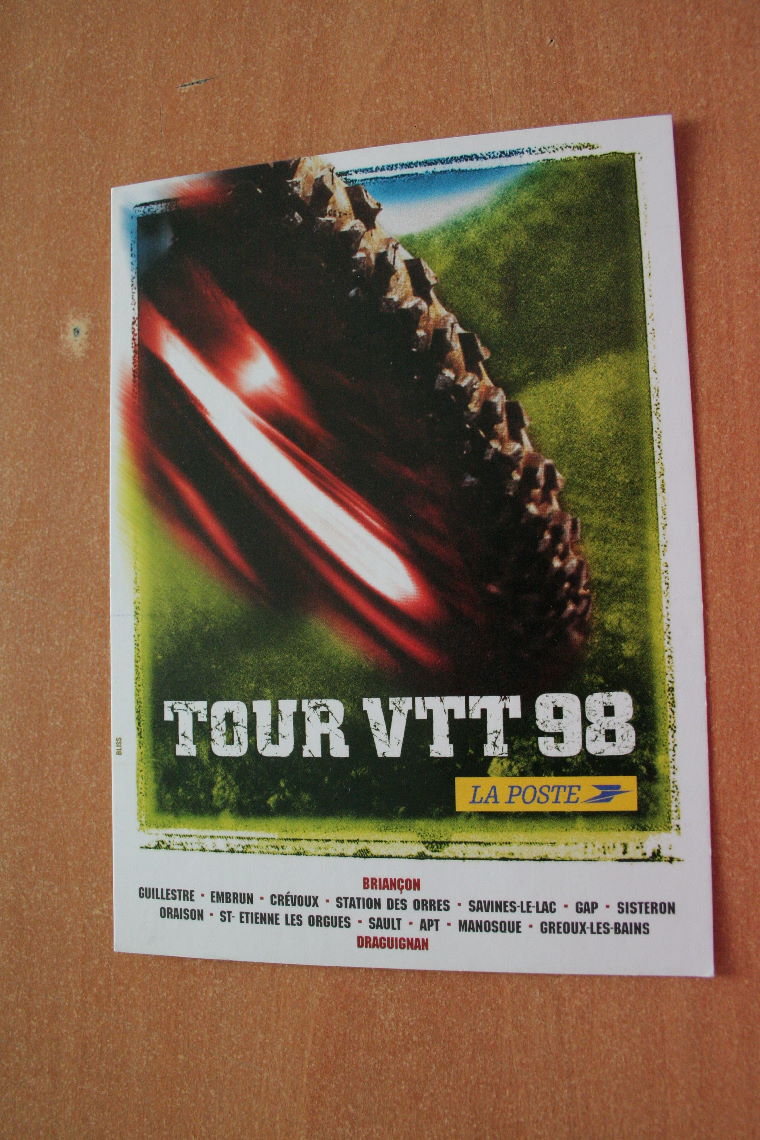 TOUR VTT 98
LA POSTE
BLISS
BRIANÇON
GUILLESTRE • EMBRUN • CRÉVOUX • STATION DES ORRES • SAVINES-LE-LAC • GAP • SISTERON
ORAISON • ST- ETIENNE LES ORGUES • SAULT • APT • MANOSQUE • GREOUX-LES-BAINS
DRAGUIGNAN